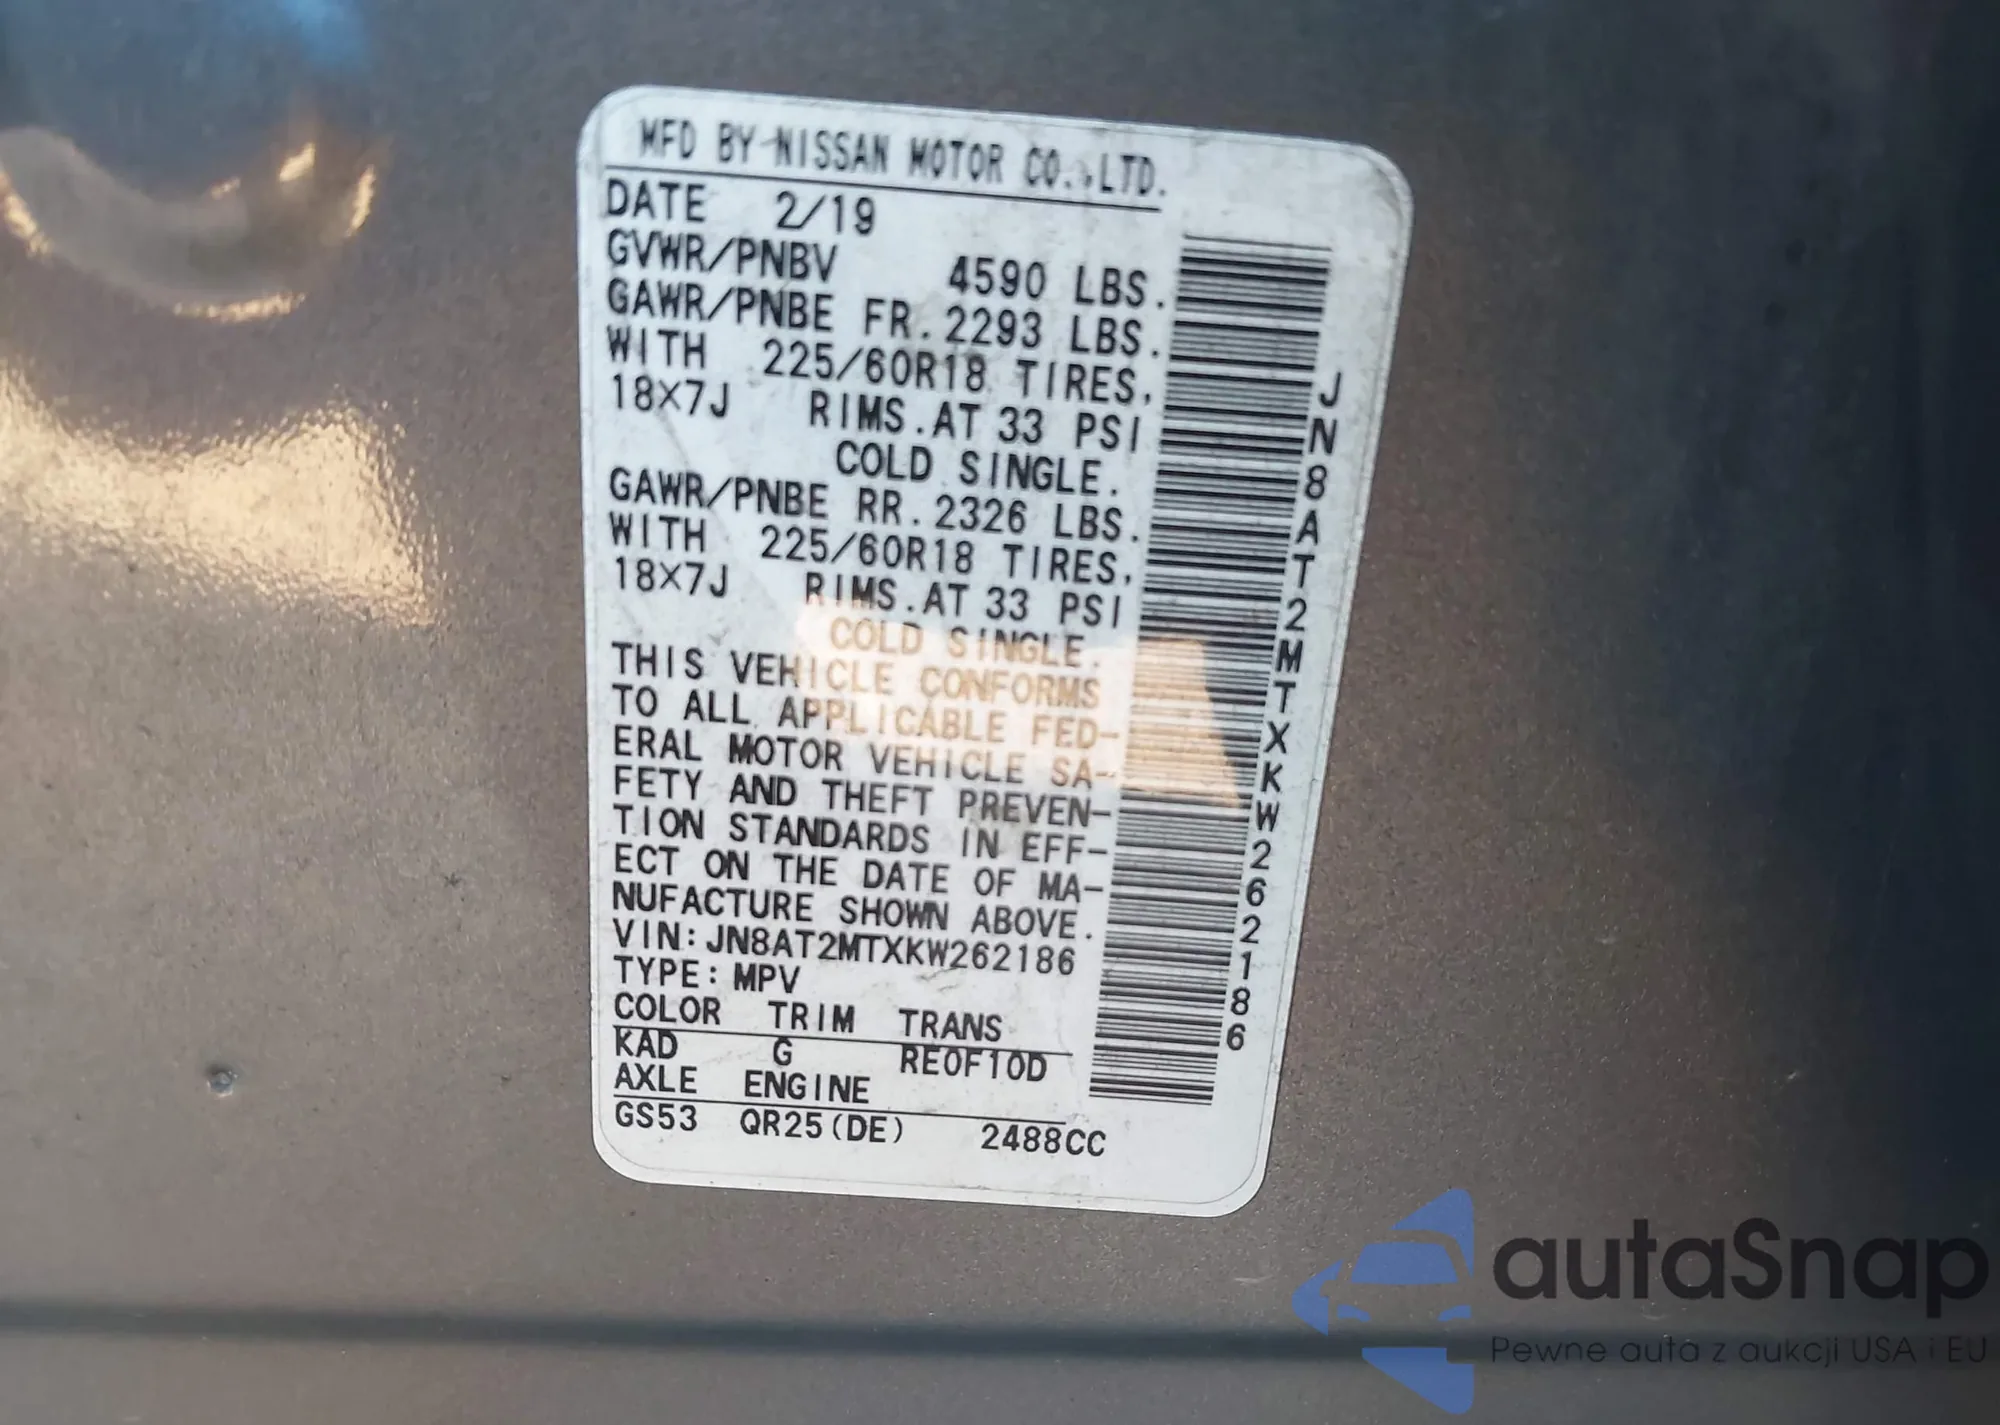 MFD BY NISSAN MOTOR CO.,LTD.
DATE 2/19
GVWR/PNBV 4590 LBS.
GAWR/PNBE FR. 2293 LBS.
WITH 225/60R18 TIRES,
18X7J RIMS.AT 33 PSI
COLD SINGLE.
GAWR/PNBE RR. 2326 LBS.
WITH 225/60R18 TIRES,
18X7J RIMS.AT 33 PSI
COLD SINGLE.
THIS VEHICLE CONFORMS
TO ALL APPLICABLE FED-
ERAL MOTOR VEHICLE SA-
FETY AND THEFT PREVEN-
TION STANDARDS IN EFF-
ECT ON THE DATE OF MA-
NUFACTURE SHOWN ABOVE.
VIN:JN8AT2MTXKW262186
TYPE:MPV
COLOR TRIM TRANS
KAD G RE0F10D
AXLE ENGINE
GS53 QR25(DE) 2488CC
JN8AT2MTXKW262186
autaSnap
Pewne auta z aukcji USA i EU